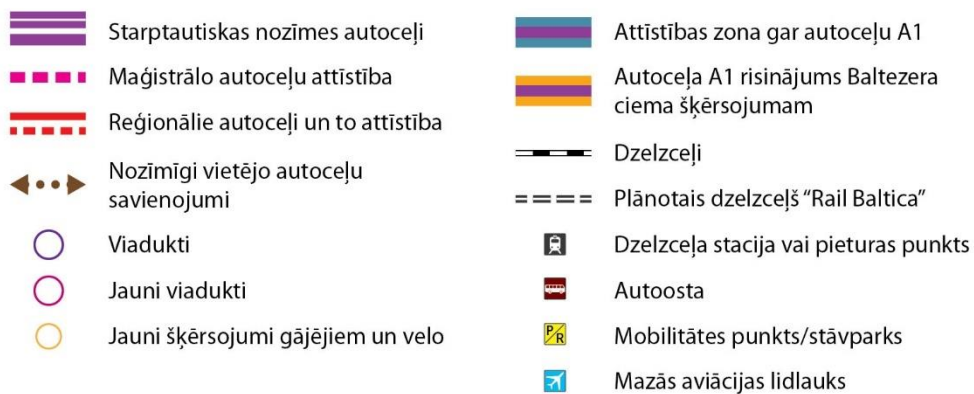 Starptautiskas nozīmes autoceļi
Maģistrālo autoceļu attīstība
Reģionālie autoceļi un to attīstība
Nozīmīgi vietējo autoceļu
savienojumi
Viadukti
Jauni viadukti
Jauni šķērsojumi gājējiem un velo
Attīstības zona gar autoceļu A1
Autoceļa A1 risinājums Baltezera
ciema šķērsojumam
Dzelzceļi
Plānotais dzelzceļš “Rail Baltica”
Dzelzceļa stacija vai pieturas punkts
Autoosta
P/R Mobilitātes punkts/stāvparks
Mazās aviācijas lidlauks